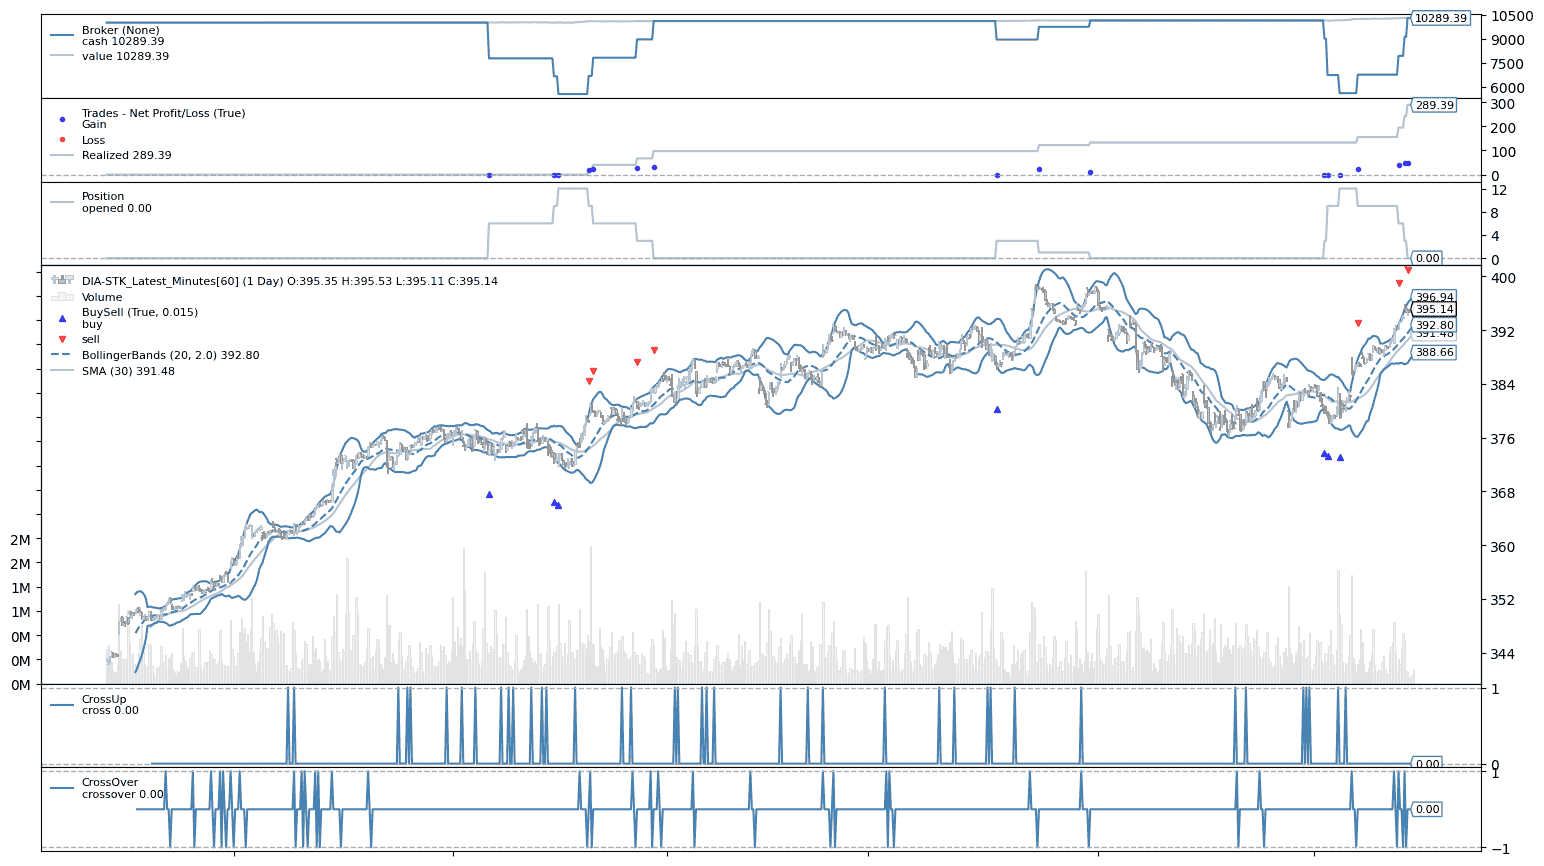 Broker (None)
cash 10289.39
value 10289.39
10289.39
10500
9000
7500
6000
Trades - Net Profit/Loss (True)
Gain
Loss
Realized 289.39
289.39
300
200
100
0
Position
opened 0.00
12
8
4
0
0.00
DIA-STK_Latest_Minutes[60] (1 Day) O:395.35 H:395.53 L:395.11 C:395.14
Volume
BuySell (True, 0.015)
buy
sell
BollingerBands (20, 2.0) 392.80
SMA (30) 391.48
396.94
395.14
392.80
391.48
388.66
400
392
384
376
368
360
352
344
2M
2M
1M
1M
0M
0M
0M
CrossUp
cross 0.00
1
0
0.00
CrossOver
crossover 0.00
1
0.00
−1